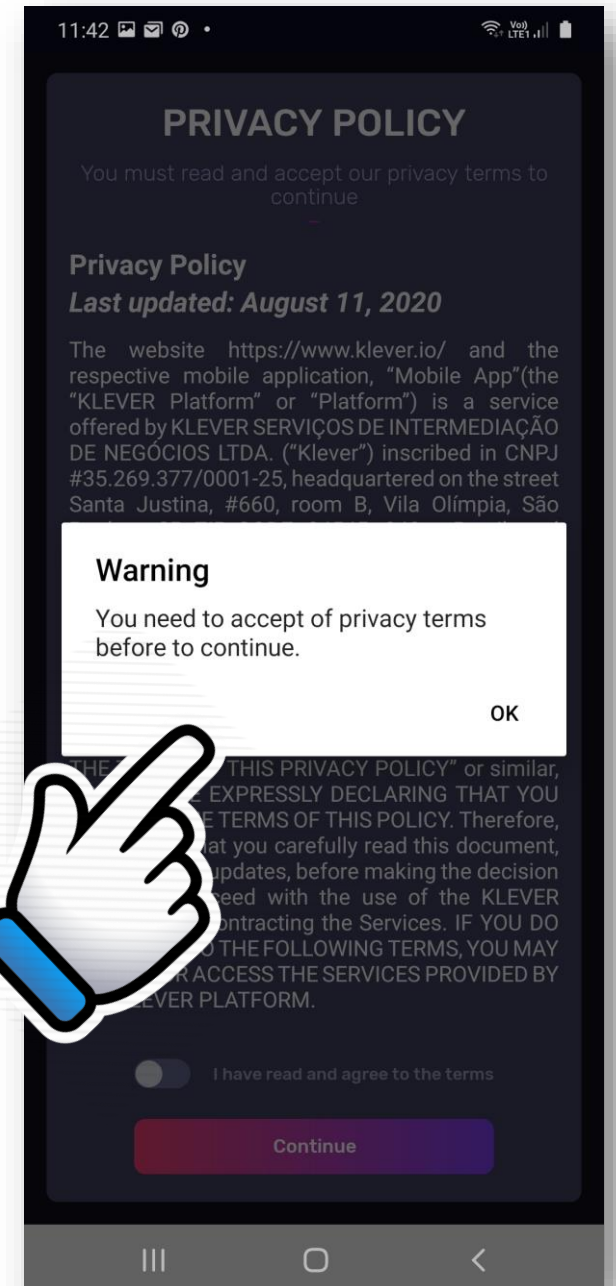 11:42
Vo))
LTE1
PRIVACY POLICY
You must read and accept our privacy terms to
continue
Privacy Policy
Last updated: August 11, 2020
The website https://www.klever.io/ and the
respective mobile application, “Mobile App”(the
“KLEVER Platform” or “Platform”) is a service
offered by KLEVER SERVIÇOS DE INTERMEDIAÇÃO
DE NEGÓCIOS LTDA. (“Klever”) inscribed in CNPJ
#35.269.377/0001-25, headquartered on the street
Santa Justina, #660, room B, Vila Olímpia, São
Warning
You need to accept of privacy terms
before to continue.
OK
THE THIS PRIVACY POLICY” or similar,
EXPRESSLY DECLARING THAT YOU
TERMS OF THIS POLICY. Therefore,
you carefully read this document,
updates, before making the decision
with the use of the KLEVER
the Services. IF YOU DO
THE FOLLOWING TERMS, YOU MAY
ACCESS THE SERVICES PROVIDED BY
PLATFORM.
I have read and agree to the terms
Continue